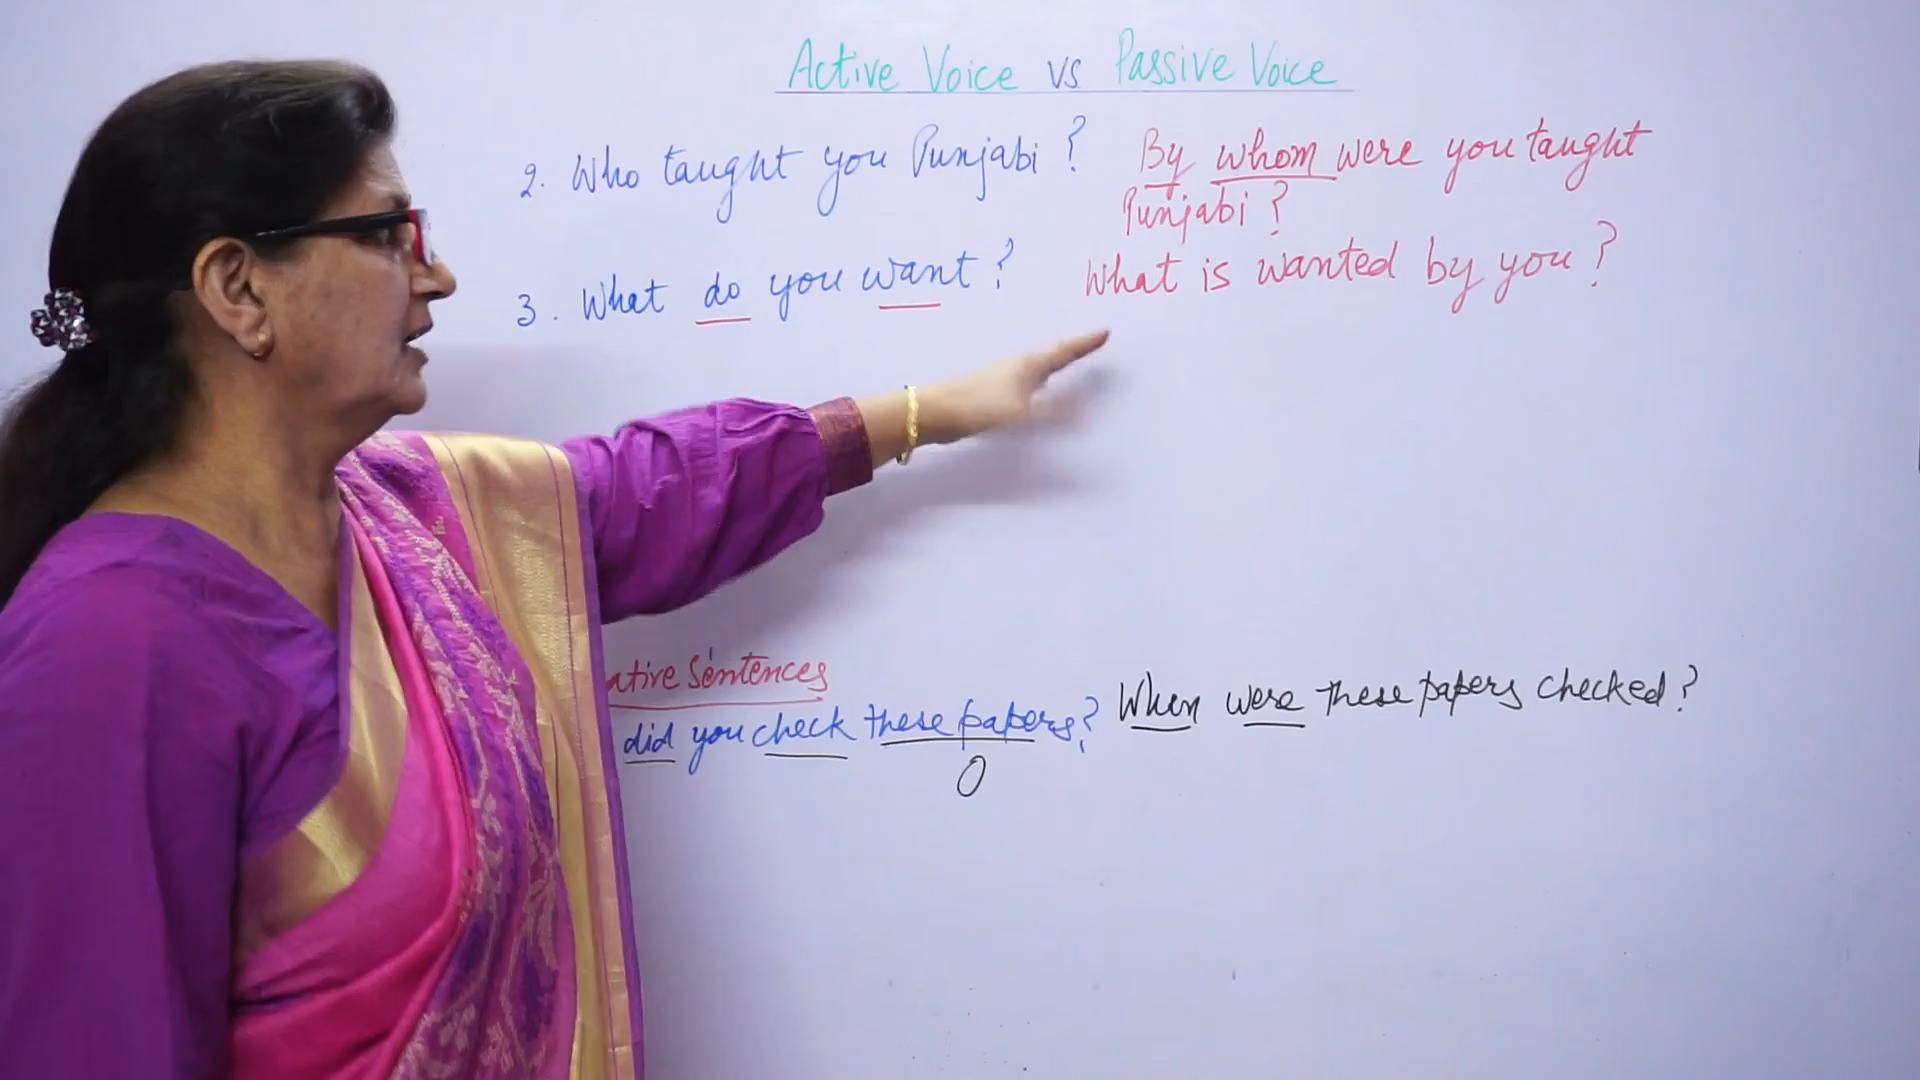 Active Voice vs Passive Voice
2. Who taught you Punjabi ? By whom were you taught
Punjabi ?
3. What do you want ? What is wanted by you ?
ative Sentences
did you check these papers? When were these papers checked?
O